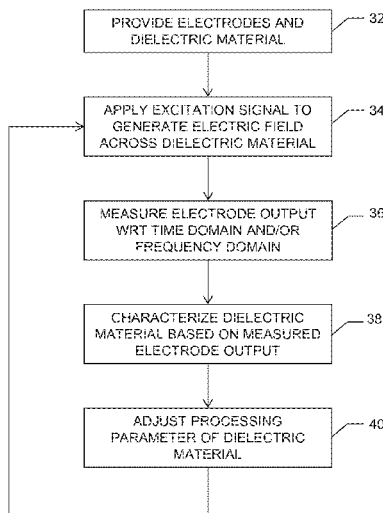 PROVIDE ELECTRODES AND
DIELECTRIC MATERIAL
32
APPLY EXCITATION SIGNAL TO
GENERATE ELECTRIC FIELD
ACROSS DIELECTRIC MATERIAL
34
MEASURE ELECTRODE OUTPUT
WRT TIME DOMAIN AND/OR
FREQUENCY DOMAIN
36
CHARACTERIZE DIELECTRIC
MATERIAL BASED ON MEASURED
ELECTRODE OUTPUT
38
ADJUST PROCESSING
PARAMETER OF DIELECTRIC
MATERIAL
40